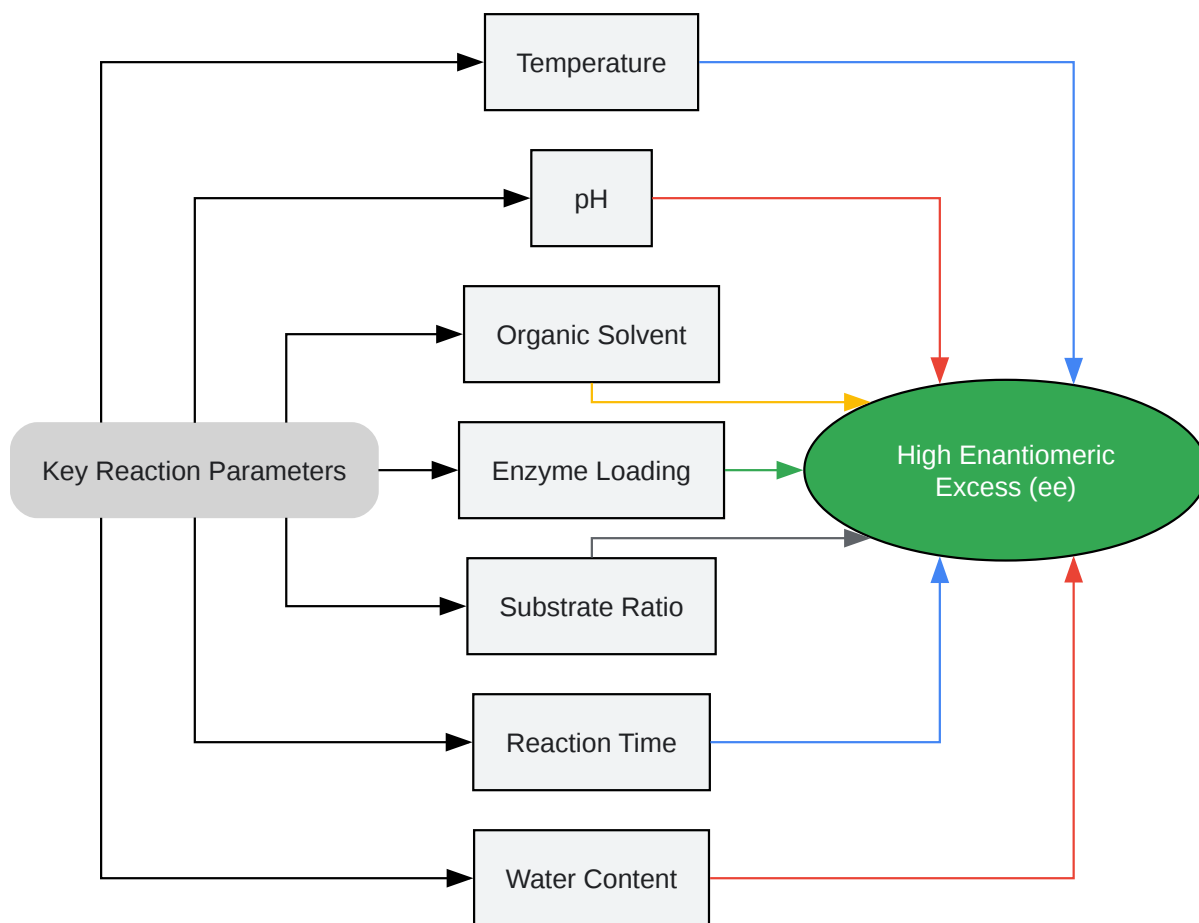 Temperature
pH
Organic Solvent
Key Reaction Parameters
Enzyme Loading
High Enantiomeric
Excess (ee)
Substrate Ratio
Reaction Time
Water Content